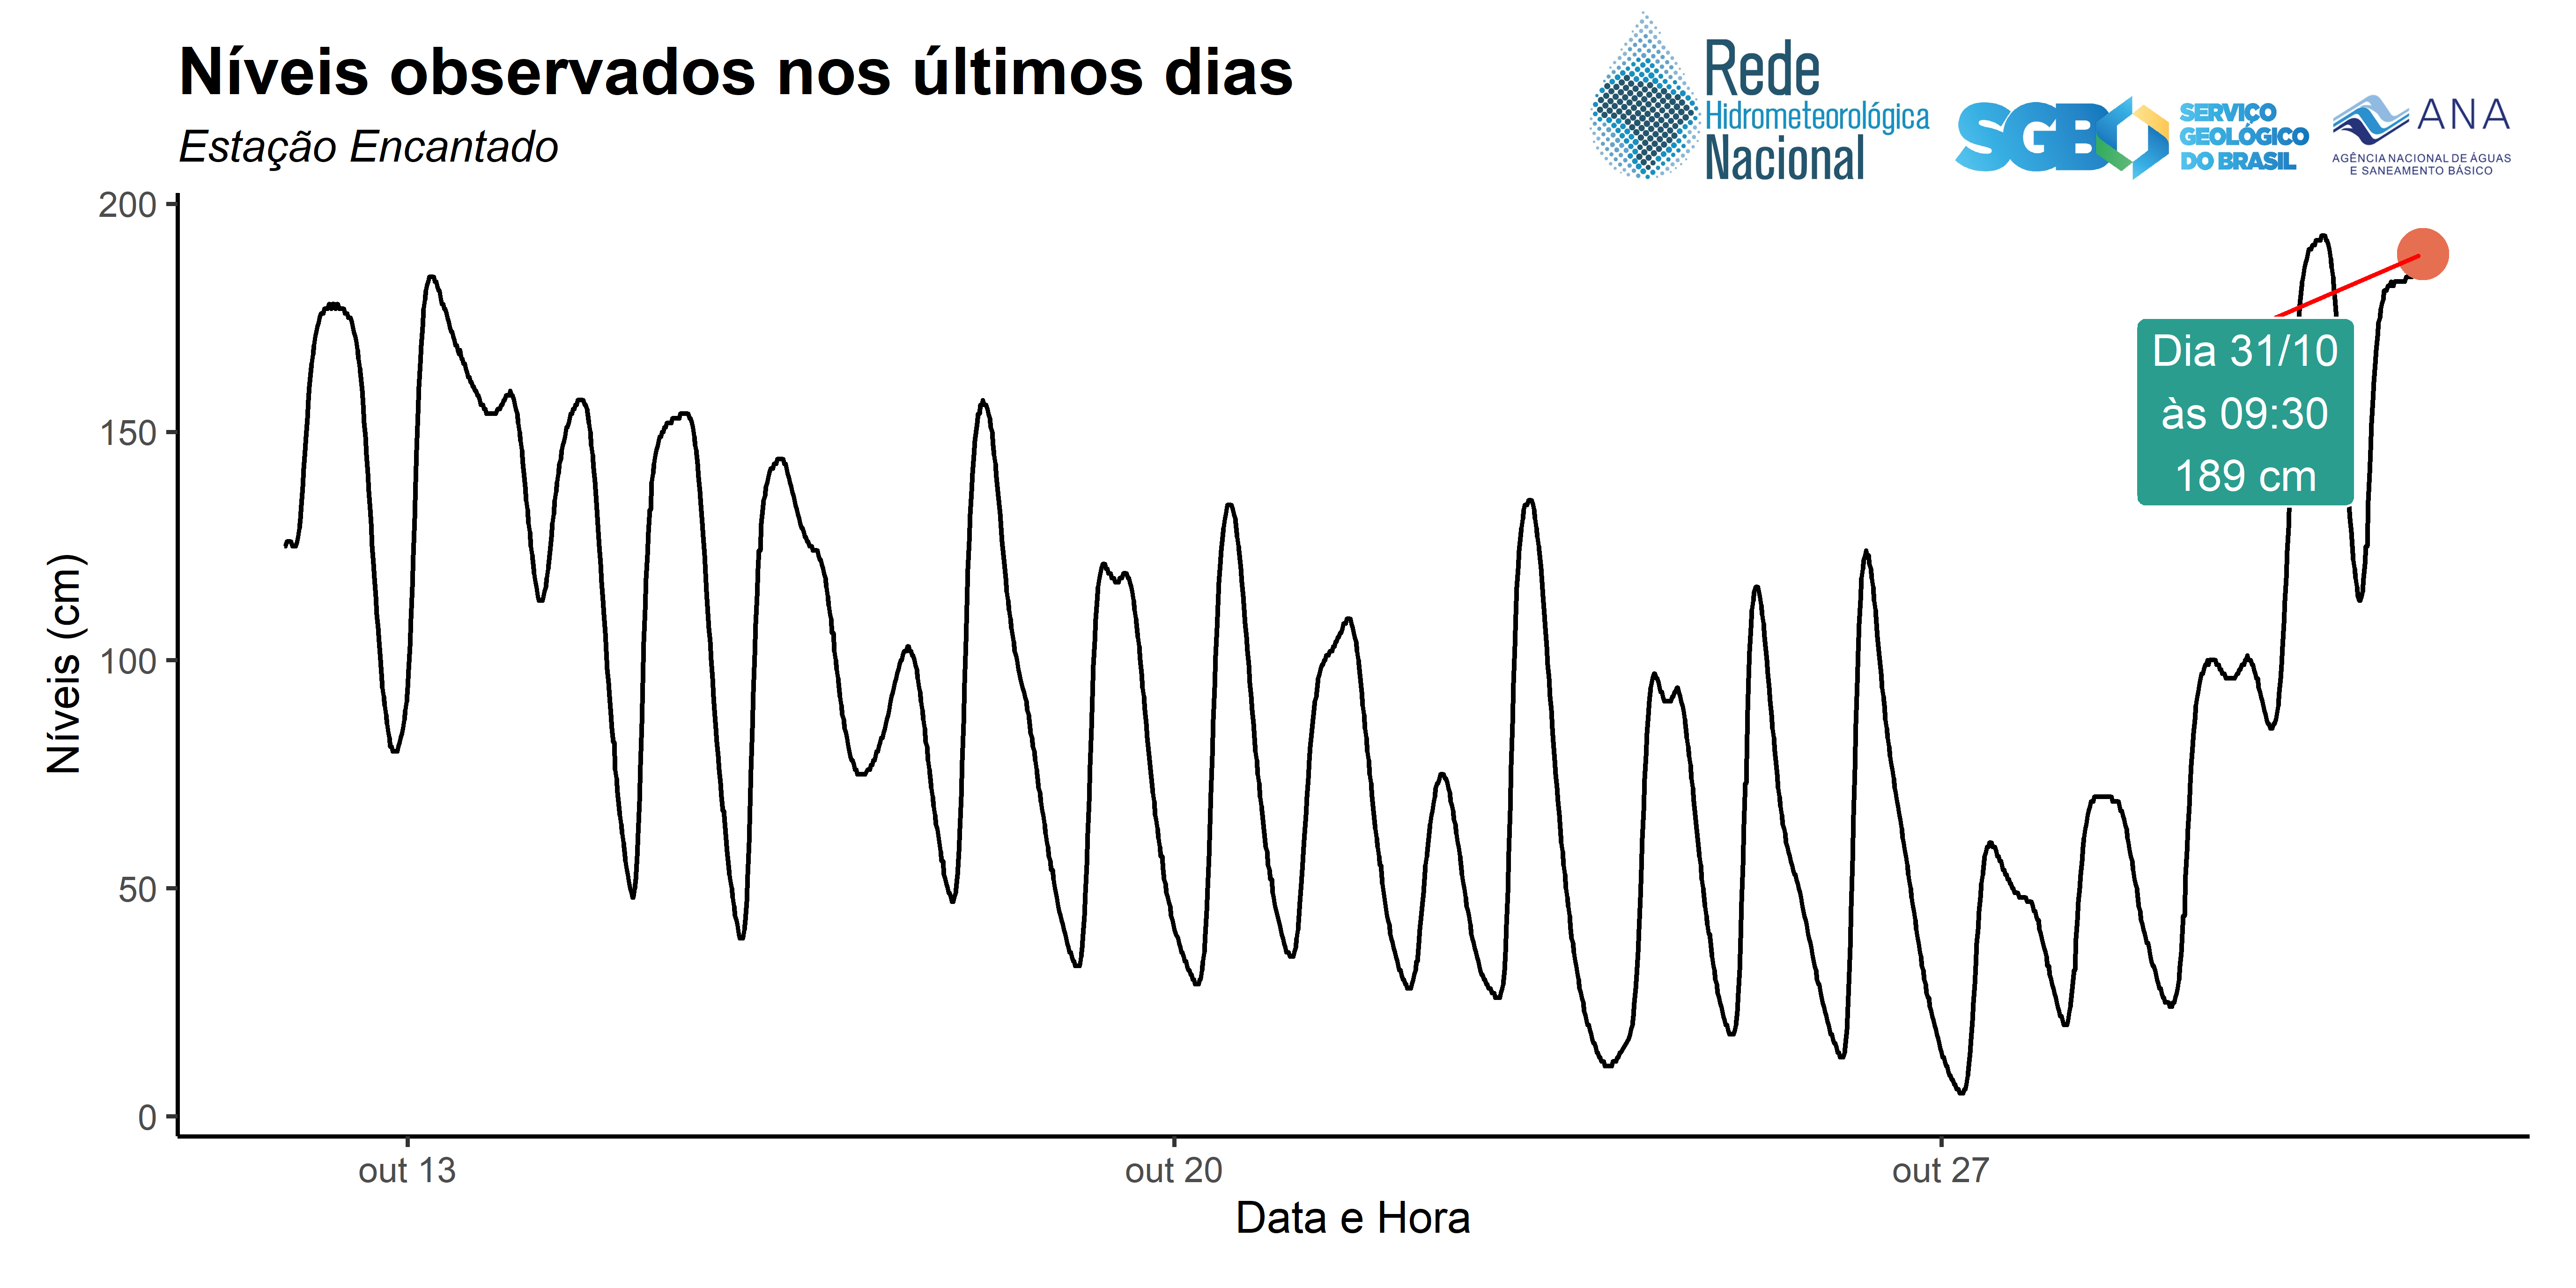 Níveis observados nos últimos dias
Estação Encantado
Rede
Hidrometeorológica
Nacional
SGB
SERVIÇO
GEOLÓGICO
DO BRASIL
ANA
AGÊNCIA NACIONAL DE ÁGUAS
E SANEAMENTO BÁSICO
Níveis (cm)
200
150
100
50
0
Dia 31/10
às 09:30
189 cm
out 13
out 20
out 27
Data e Hora